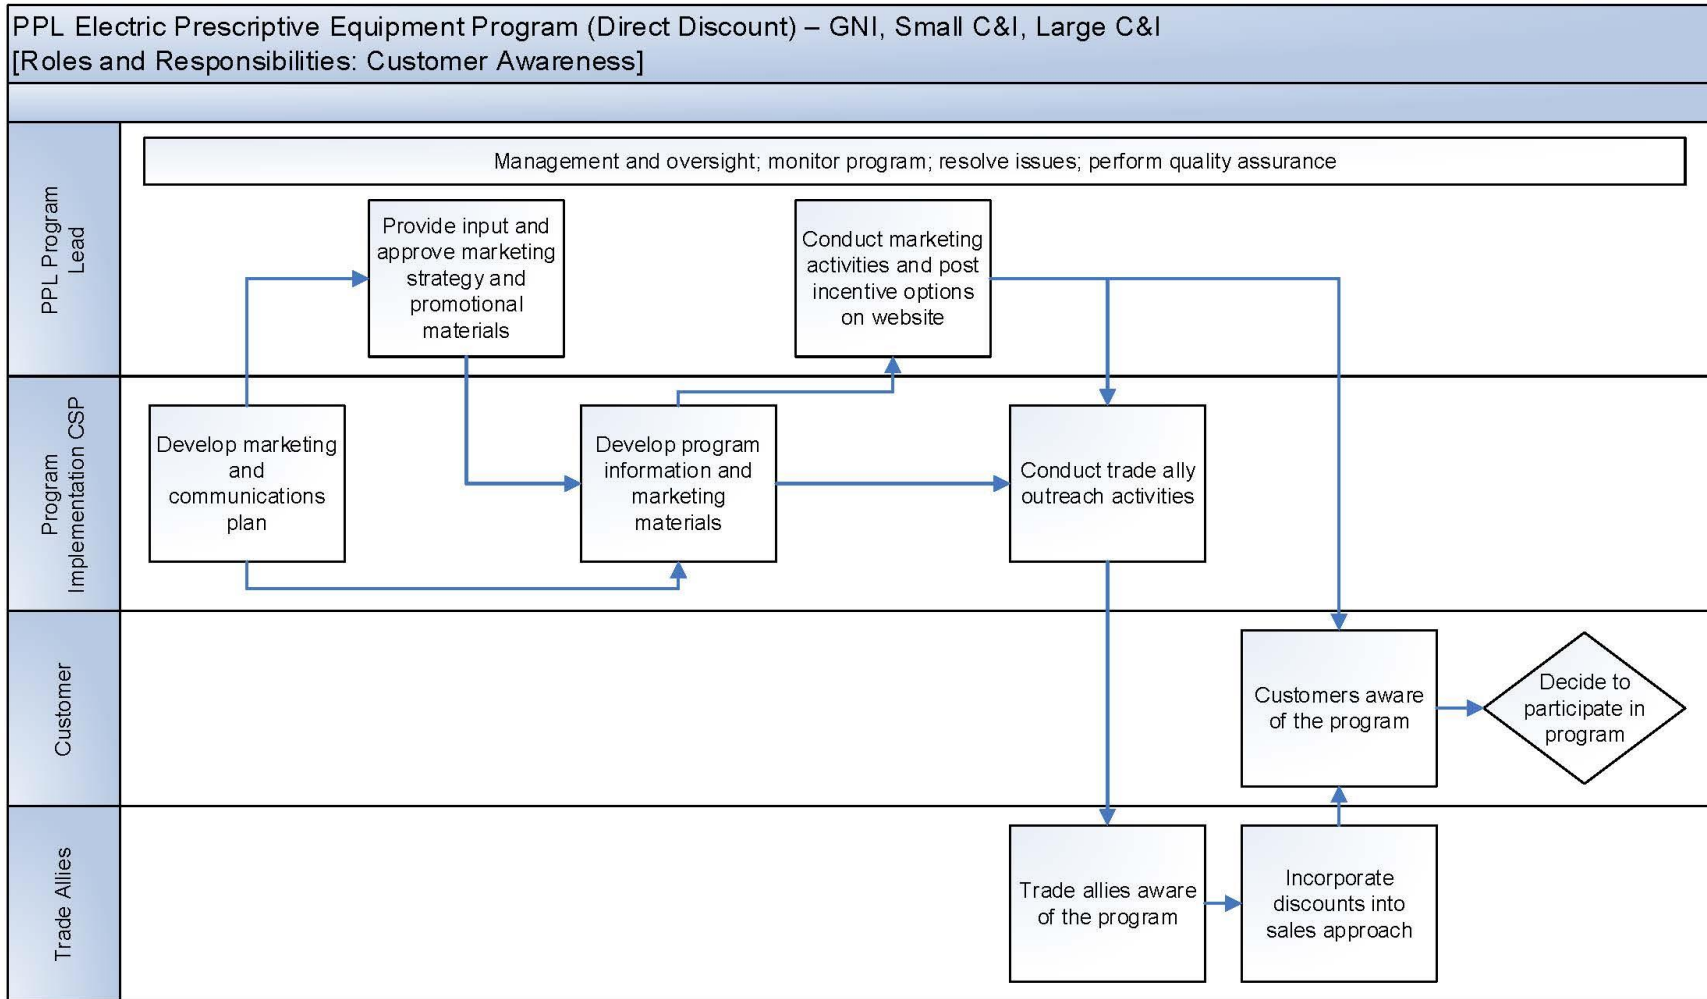 PPL Electric Prescriptive Equipment Program (Direct Discount) – GNI, Small C&I, Large C&I
[Roles and Responsibilities: Customer Awareness]
PPL Program
Lead
Management and oversight; monitor program; resolve issues; perform quality assurance
Provide input and
approve marketing
strategy and
promotional
materials
Conduct marketing
activities and post
incentive options
on website
Program
Implementation CSP
Develop marketing
and
communications
plan
Develop program
information and
marketing
materials
Conduct trade ally
outreach activities
Customer
Customers aware
of the program
Decide to
participate in
program
Trade Allies
Trade allies aware
of the program
Incorporate
discounts into
sales approach